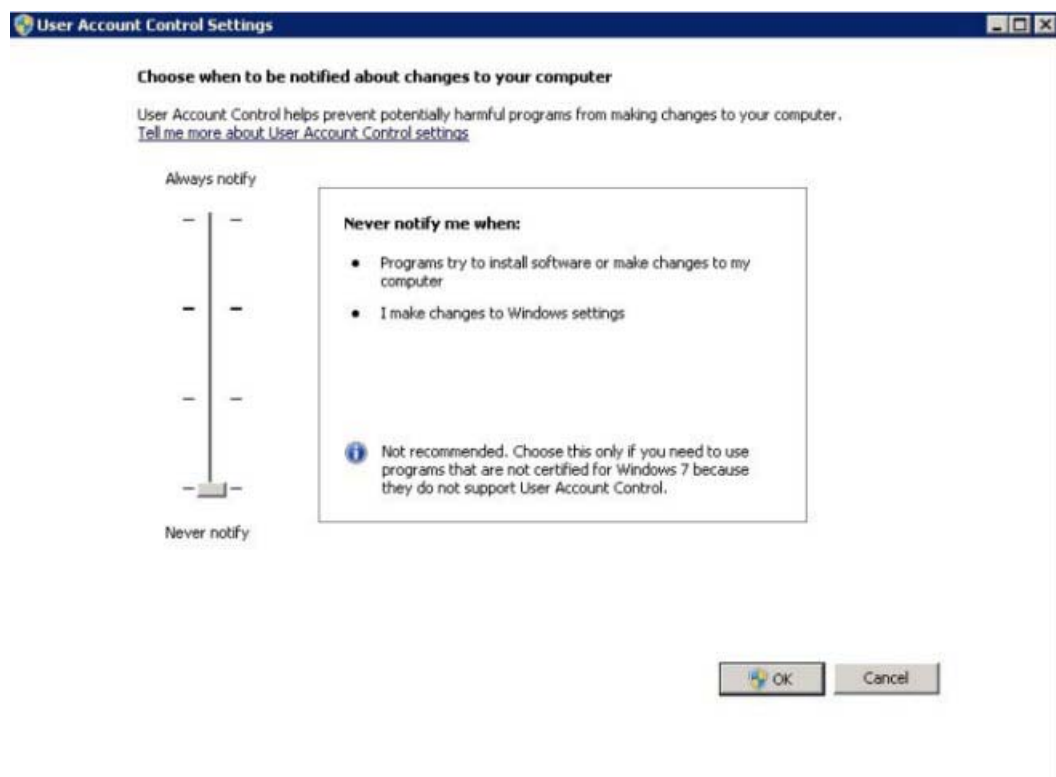 User Account Control Settings
Choose when to be notified about changes to your computer
User Account Control helps prevent potentially harmful programs from making changes to your computer.
Tell me more about User Account Control settings
Always notify
Never notify me when:
• Programs try to install software or make changes to my
computer
• I make changes to Windows settings
Not recommended. Choose this only if you need to use
programs that are not certified for Windows 7 because
they do not support User Account Control.
Never notify
OK
Cancel